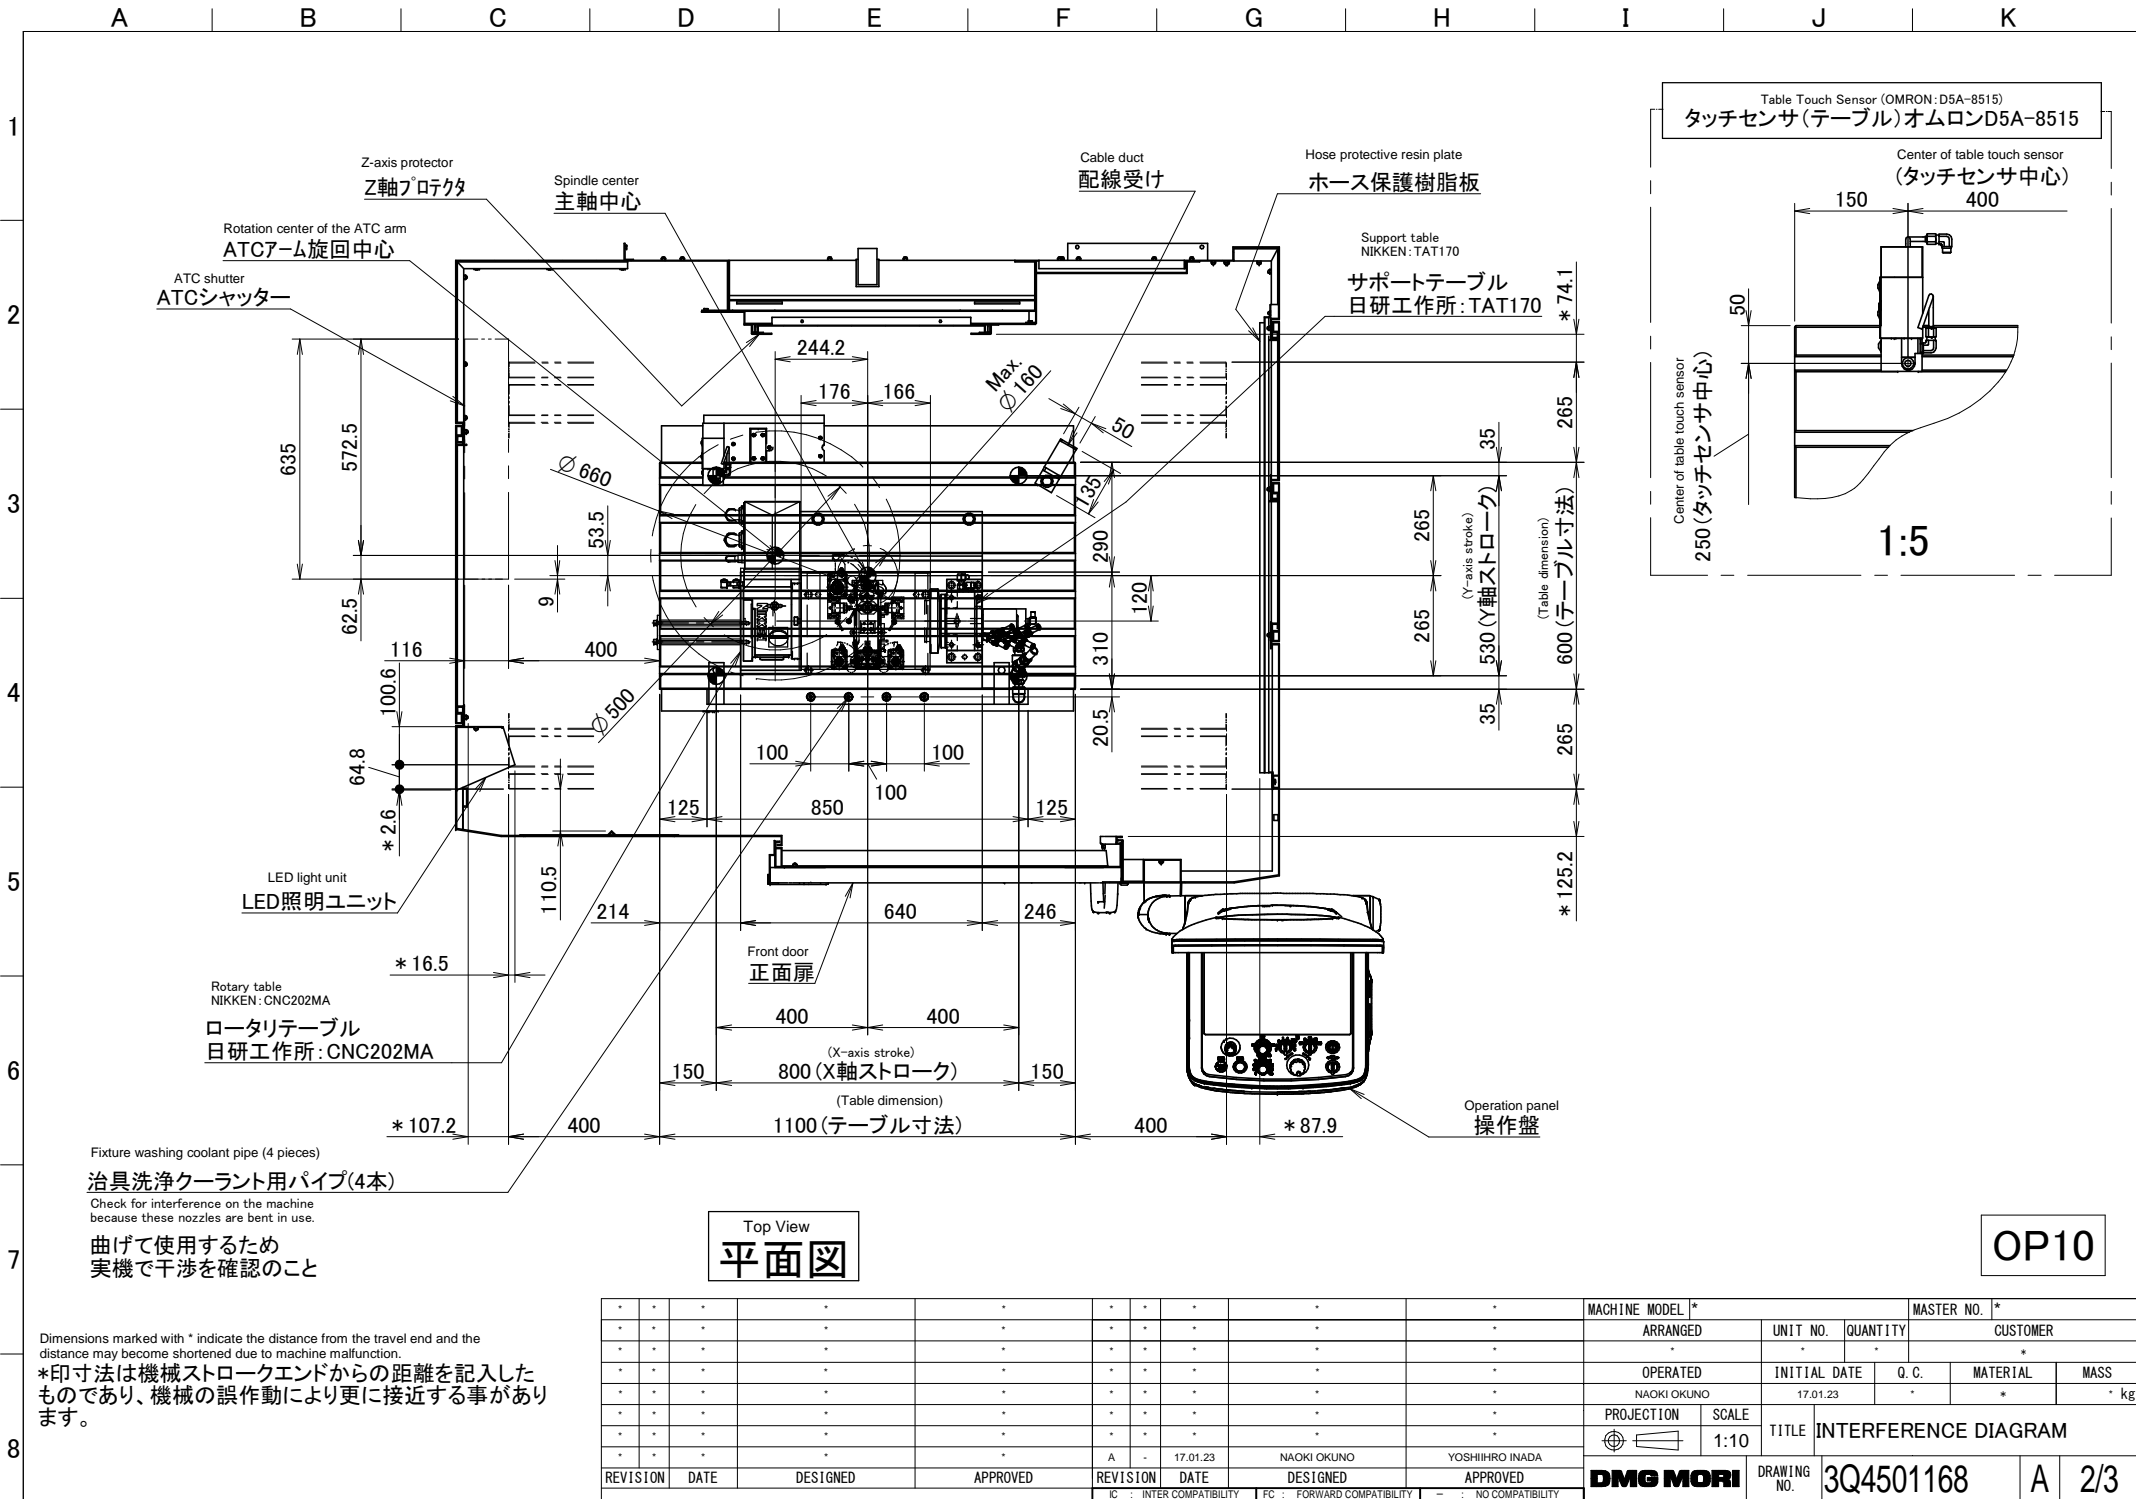 A B C D E F G H I J K
1
2
3
4
5
6
7
8
Table Touch Sensor (OMRON:D5A-8515)
タッチセンサ(テーブル)オムロンD5A-8515
Center of table touch sensor
(タッチセンサ中心)
150 400
50
Center of table touch sensor
250 (タッチセンサ中心)
1:5
Z-axis protector
Z軸プロテクタ
Spindle center
主軸中心
Rotation center of the ATC arm
ATCアーム旋回中心
ATC shutter
ATCシャッター
Cable duct
配線受け
Hose protective resin plate
ホース保護樹脂板
Support table
NIKKEN:TAT170
サポートテーブル
日研工作所:TAT170
244.2
176 166
Max.
∅160
50
135
∅660
∅500
635
572.5
62.5
53.5
9
116 400
100.6
64.8
*2.6
290
120
310
20.5
265
265
35
(Y-axis stroke)
530 (Y軸ストローク)
35
*74.1
265
(Table dimension)
600 (テーブル寸法)
265
*125.2
100 100
100
125 850 125
110.5
214 640 246
LED light unit
LED照明ユニット
*16.5
Front door
正面扉
Rotary table
NIKKEN:CNC202MA
ロータリテーブル
日研工作所:CNC202MA
400 400
(X-axis stroke)
150 800 (X軸ストローク) 150
(Table dimension)
*107.2 400 1100 (テーブル寸法) 400 *87.9
Operation panel
操作盤
Fixture washing coolant pipe (4 pieces)
治具洗浄クーラント用パイプ(4本)
Check for interference on the machine
because these nozzles are bent in use.
曲げて使用するため
実機で干渉を確認のこと
Top View
平面図
OP10
Dimensions marked with * indicate the distance from the travel end and the
distance may become shortened due to machine malfunction.
*印寸法は機械ストロークエンドからの距離を記入した
ものであり、機械の誤作動により更に接近する事があり
ます。
* * * * * * * * * *
* * * * * * * * * *
* * * * * * * * * *
* * * * * * * * * *
* * * * * * * * * *
* * * * * * * * * *
* * * * * * * * * *
* * * * * A - 17.01.23 NAOKI OKUNO YOSHIIHRO INADA
REVISION DATE DESIGNED APPROVED REVISION DATE DESIGNED APPROVED
IC : INTER COMPATIBILITY FC : FORWARD COMPATIBILITY - : NO COMPATIBILITY
MACHINE MODEL * MASTER NO. *
ARRANGED UNIT NO. QUANTITY CUSTOMER
* * * *
OPERATED INITIAL DATE Q.C. MATERIAL MASS
NAOKI OKUNO 17.01.23 * * * kg
PROJECTION SCALE
1:10
TITLE INTERFERENCE DIAGRAM
DMG MORI
DRAWING NO. 3Q4501168 A 2/3